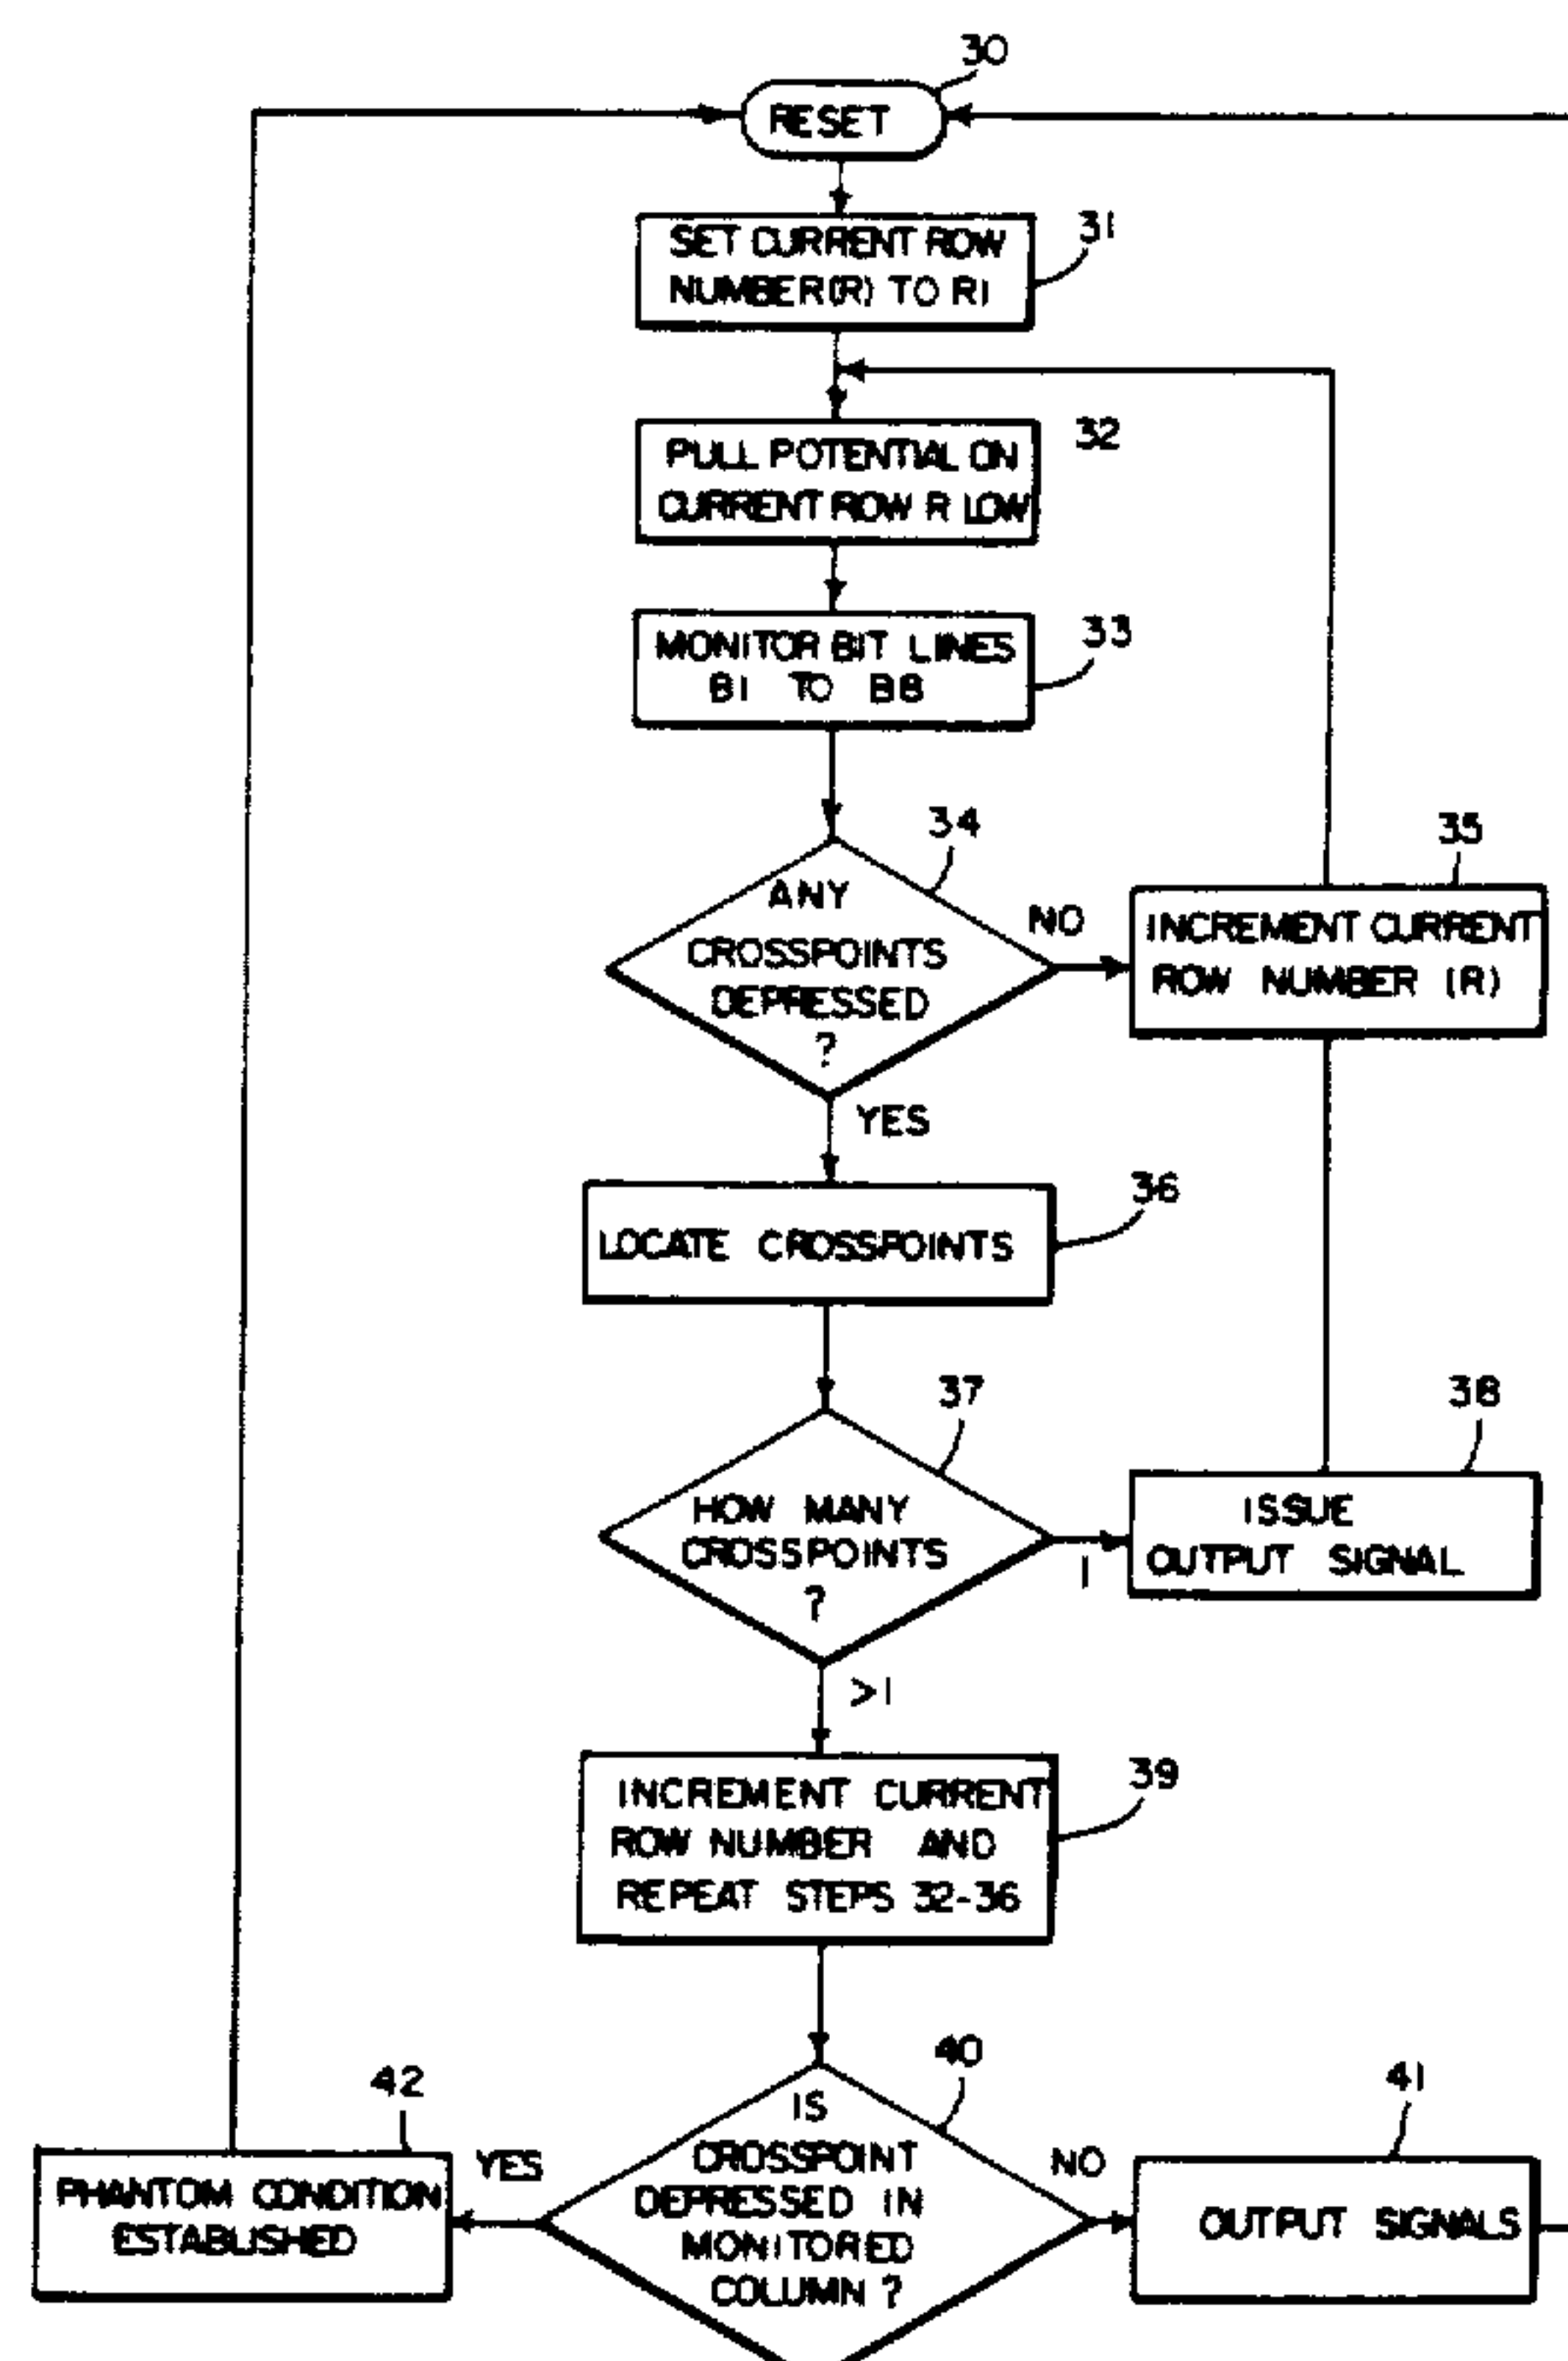 30
RESET
31
SET CURRENT ROW
NUMBER(R) TO R1
32
PULL POTENTIAL ON
CURRENT ROW R LOW
33
MONITOR BIT LINES
B1 TO B8
34
ANY
CROSSPOINTS
DEPRESSED
?
NO
35
INCREMENT CURRENT
ROW NUMBER (R)
YES
36
LOCATE CROSSPOINTS
37
HOW MANY
CROSSPOINTS
?
1
38
ISSUE
OUTPUT SIGNAL
>1
39
INCREMENT CURRENT
ROW NUMBER AND
REPEAT STEPS 32-36
40
IS
CROSSPOINT
DEPRESSED IN
MONITORED
COLUMN ?
YES
42
PHANTOM CONDITION
ESTABLISHED
NO
41
OUTPUT SIGNALS